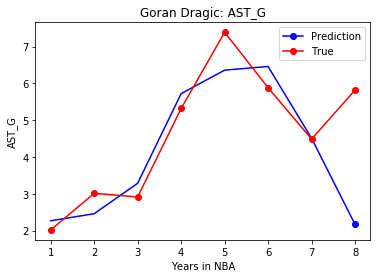 Goran Dragic: AST_G
Prediction
True
AST_G
7
6
5
4
3
2
1 2 3 4 5 6 7 8
Years in NBA